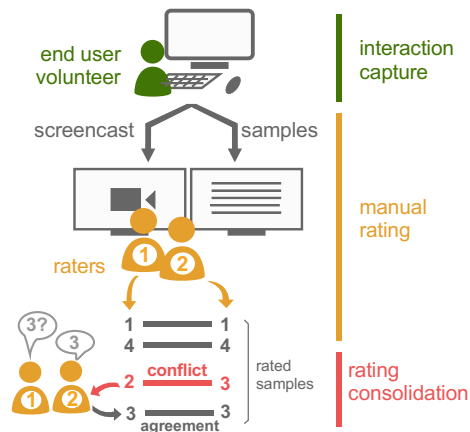 end user
volunteer
interaction
capture
screencast
samples
manual
rating
raters
1
2
1 1
4 4
3?
3
conflict
2 3
rated
samples
rating
consolidation
1
2
3 3
agreement